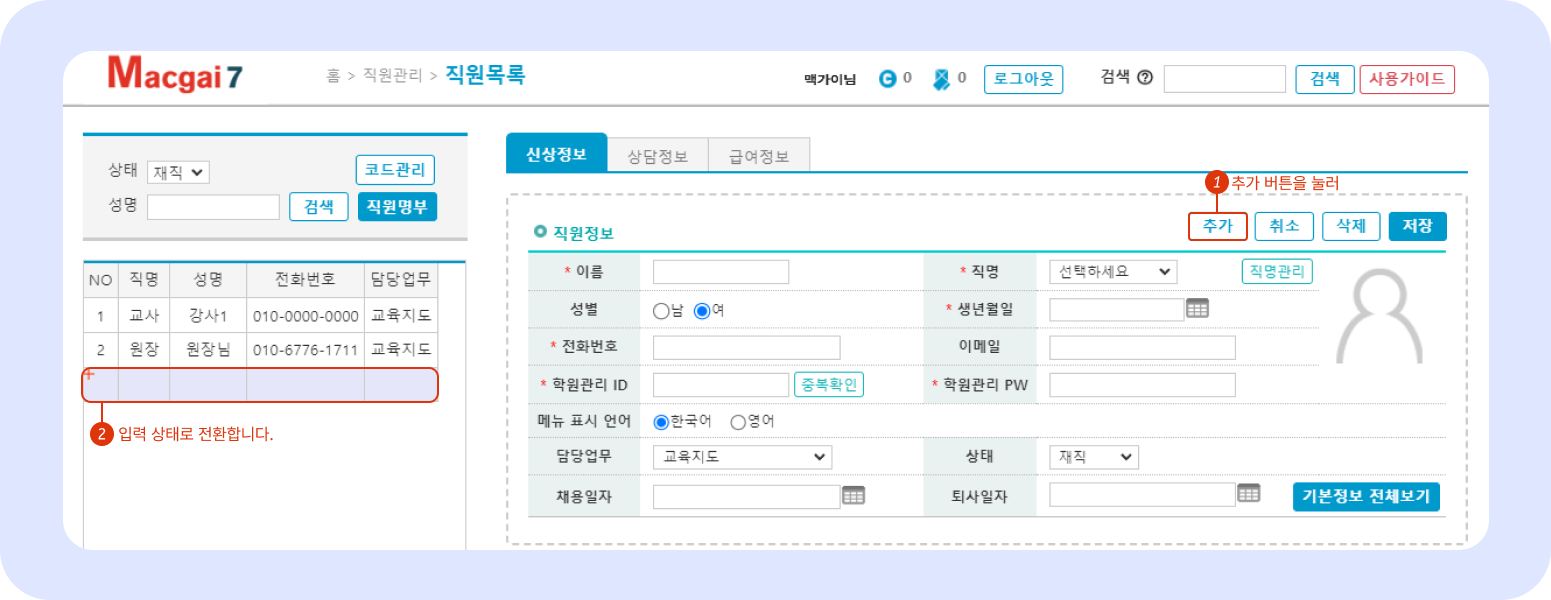 Macgai 7
홈 > 직원관리 > 직원목록
맥가이님 0 0 로그아웃 검색 ? 검색 사용가이드
상태 재직 코드관리
성명 검색 직원명부
NO 직명 성명 전화번호 담당업무
1 교사 강사1 010-0000-0000 교육지도
2 원장 원장님 010-6776-1711 교육지도
+
2 입력 상태로 전환합니다.
신상정보 상담정보 급여정보
1 추가 버튼을 눌러
직원정보 추가 취소 삭제 저장
* 이름 * 직명 선택하세요 직명관리
성별 남 여 * 생년월일
* 전화번호 이메일
* 학원관리 ID 중복확인 * 학원관리 PW
메뉴 표시 언어 한국어 영어
담당업무 교육지도 상태 재직
채용일자 퇴사일자 기본정보 전체보기